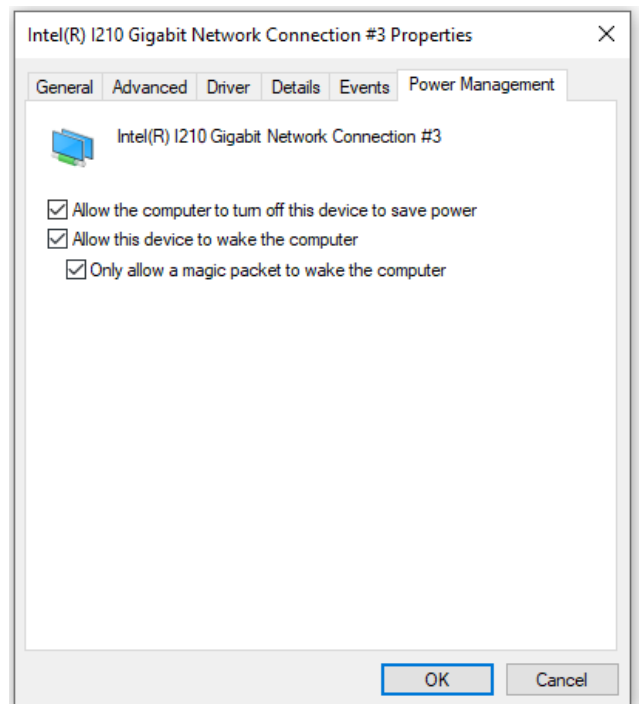 Intel(R) I210 Gigabit Network Connection #3 Properties
General Advanced Driver Details Events Power Management
Intel(R) I210 Gigabit Network Connection #3
Allow the computer to turn off this device to save power
Allow this device to wake the computer
Only allow a magic packet to wake the computer
OK Cancel